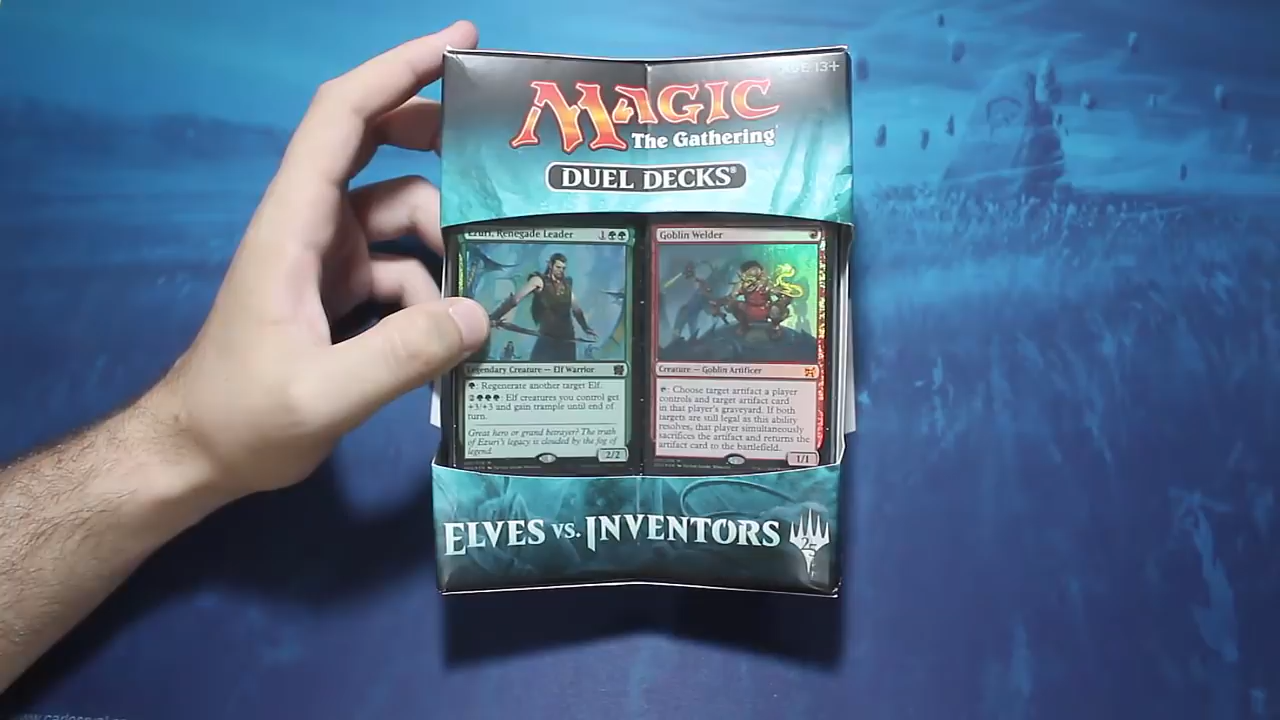 AGE 13+
MAGIC
The Gathering®
DUEL DECKS®
Ezuri, Renegade Leader 1
Legendary Creature — Elf Warrior
: Regenerate another target Elf.
2 : Elf creatures you control get
+3/+3 and gain trample until end of
turn.
Great hero or grand betrayer? The truth
of Ezuri's legacy is clouded by the fog of
legend.
2/2
Goblin Welder
Creature — Goblin Artificer
: Choose target artifact a player
controls and target artifact card
in that player's graveyard. If both
targets are still legal as this ability
resolves, that player simultaneously
sacrifices the artifact and returns the
artifact card to the battlefield.
1/1
ELVES VS. INVENTORS
25